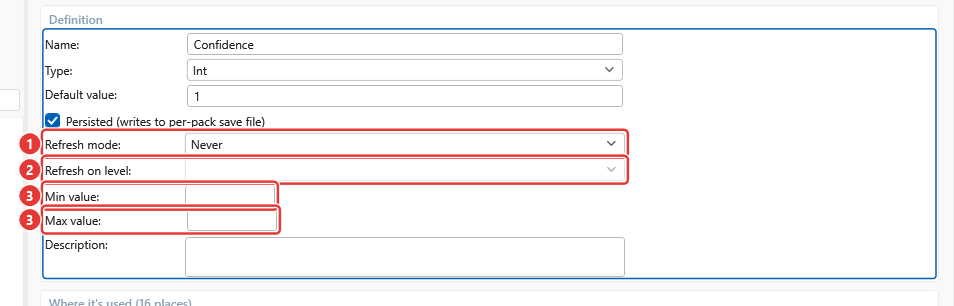 Definition
Name: Confidence
Type: Int
Default value: 1
Persisted (writes to per-pack save file)
1 Refresh mode: Never
2 Refresh on level:
3 Min value:
3 Max value:
Description:
Where it's used (16 places)